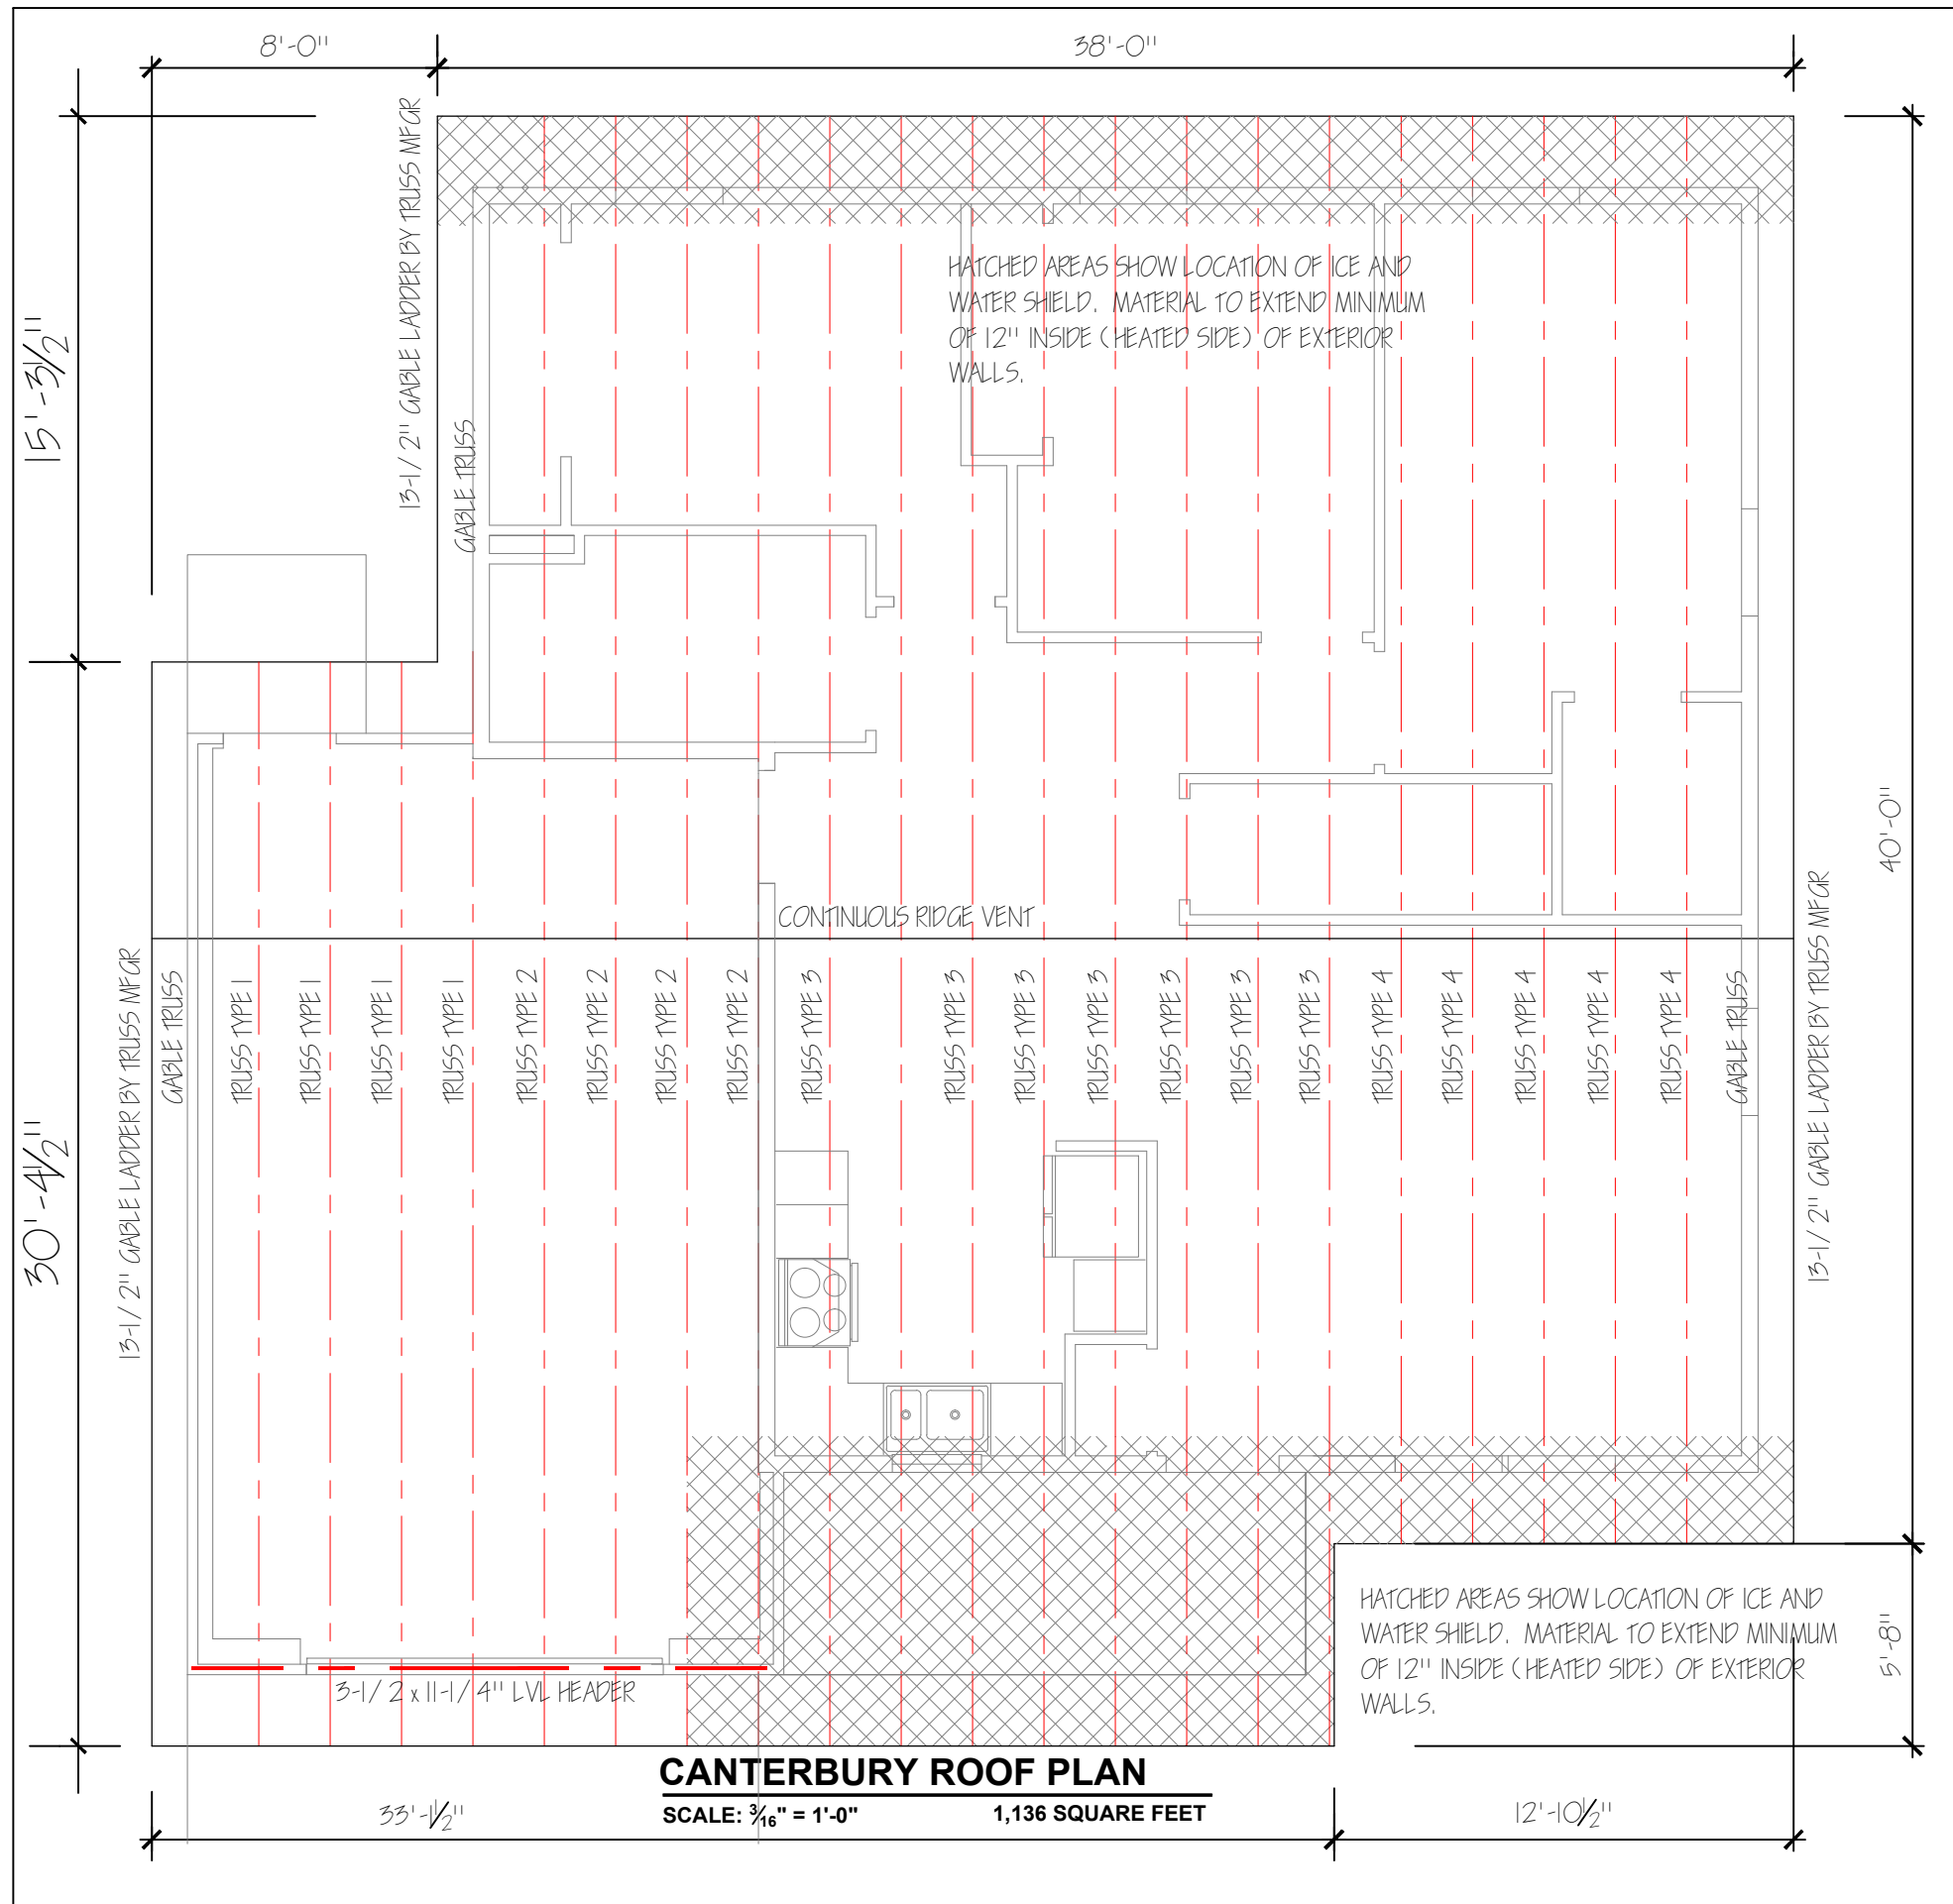 8'-0"
38'-0"
13-1/2" GABLE LADDER BY TRUSS MFGR
GABLE TRUSS
15'-3 1/2"
HATCHED AREAS SHOW LOCATION OF ICE AND
WATER SHIELD. MATERIAL TO EXTEND MINIMUM
OF 12" INSIDE (HEATED SIDE) OF EXTERIOR
WALLS.
40'-0"
CONTINUOUS RIDGE VENT
30'-4 1/2"
13-1/2" GABLE LADDER BY TRUSS MFGR
GABLE TRUSS
TRUSS TYPE 1
TRUSS TYPE 1
TRUSS TYPE 1
TRUSS TYPE 1
TRUSS TYPE 2
TRUSS TYPE 2
TRUSS TYPE 2
TRUSS TYPE 2
TRUSS TYPE 3
TRUSS TYPE 3
TRUSS TYPE 3
TRUSS TYPE 3
TRUSS TYPE 3
TRUSS TYPE 3
TRUSS TYPE 3
TRUSS TYPE 4
TRUSS TYPE 4
TRUSS TYPE 4
TRUSS TYPE 4
TRUSS TYPE 4
GABLE TRUSS
13-1/2" GABLE LADDER BY TRUSS MFGR
HATCHED AREAS SHOW LOCATION OF ICE AND
WATER SHIELD. MATERIAL TO EXTEND MINIMUM
OF 12" INSIDE (HEATED SIDE) OF EXTERIOR
WALLS.
5'-8"
3-1/2 x 11-1/4" LVL HEADER
CANTERBURY ROOF PLAN
SCALE: 3/16" = 1'-0" 1,136 SQUARE FEET
33'-1 1/2"
12'-10 1/2"